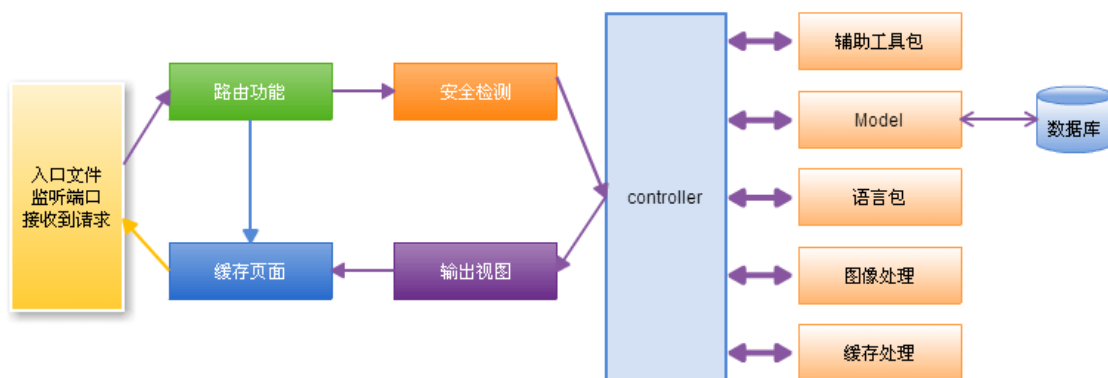 入口文件
监听端口
接收到请求
路由功能
安全检测
缓存页面
输出视图
controller
辅助工具包
Model
语言包
图像处理
缓存处理
数据库